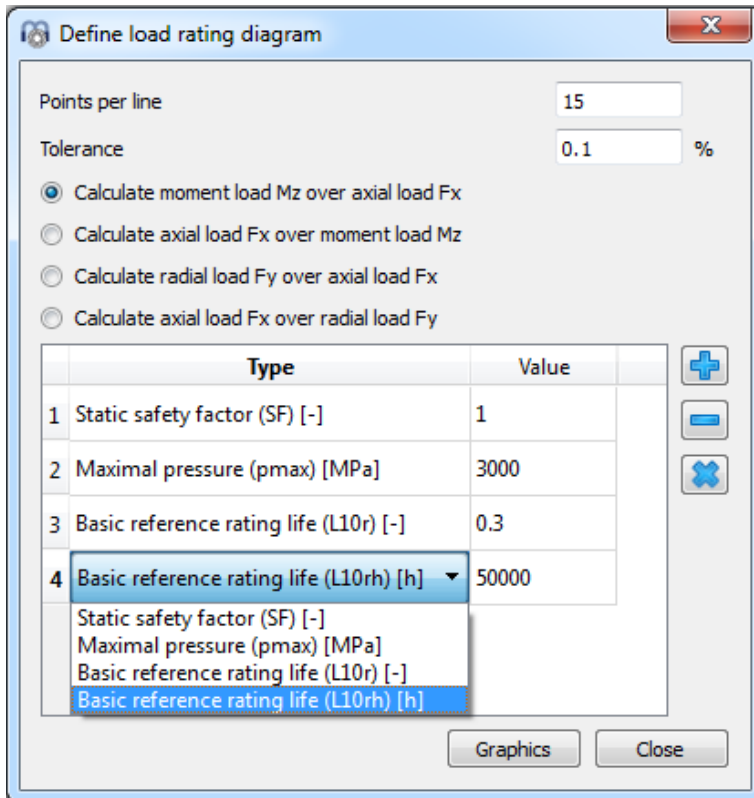 Define load rating diagram
Points per line 15
Tolerance 0.1 %
Calculate moment load Mz over axial load Fx
Calculate axial load Fx over moment load Mz
Calculate radial load Fy over axial load Fx
Calculate axial load Fx over radial load Fy
Type Value
1 Static safety factor (SF) [-] 1
2 Maximal pressure (pmax) [MPa] 3000
3 Basic reference rating life (L10r) [-] 0.3
4 Basic reference rating life (L10rh) [h] 50000
Static safety factor (SF) [-]
Maximal pressure (pmax) [MPa]
Basic reference rating life (L10r) [-]
Basic reference rating life (L10rh) [h]
Graphics Close